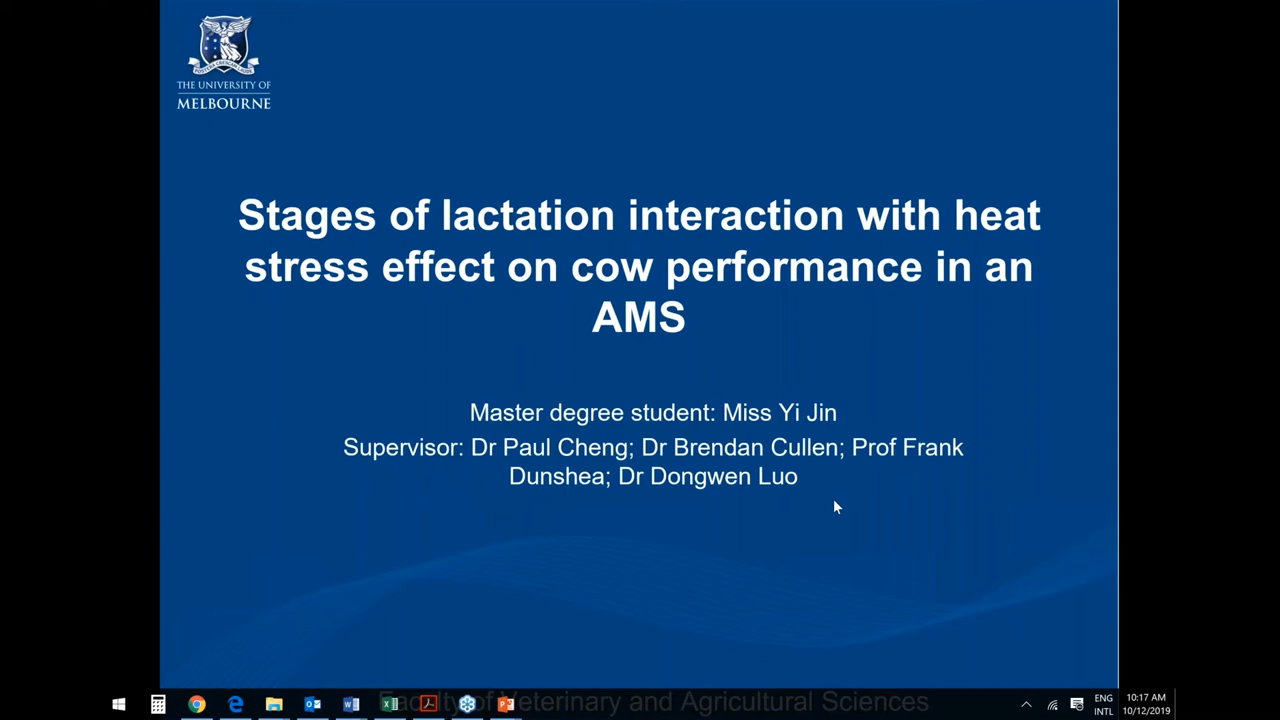 THE UNIVERSITY OF
MELBOURNE
Stages of lactation interaction with heat
stress effect on cow performance in an
AMS
Master degree student: Miss Yi Jin
Supervisor: Dr Paul Cheng; Dr Brendan Cullen; Prof Frank
Dunshea; Dr Dongwen Luo
Faculty of Veterinary and Agricultural Sciences
ENG
INTL
10:17 AM
10/12/2019